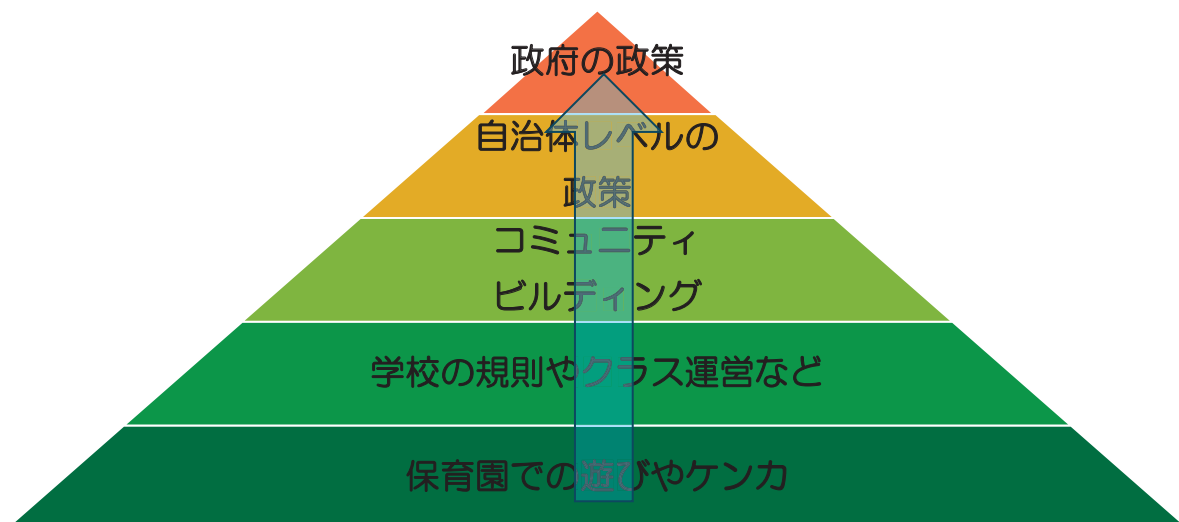 政府の政策
自治体レベルの
政策
コミュニティ
ビルディング
学校の規則やクラス運営など
保育園での遊びやケンカ